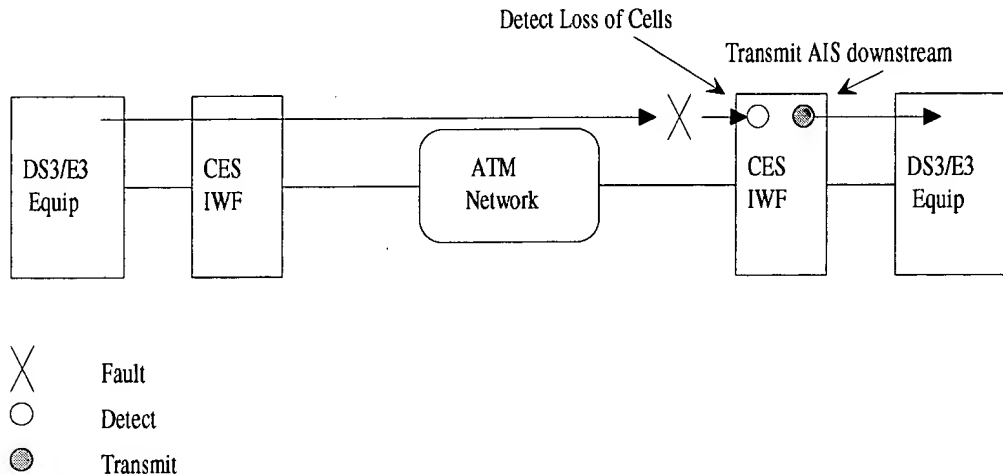 Detect Loss of Cells
Transmit AIS downstream
DS3/E3
Equip
CES
IWF
ATM
Network
CES
IWF
DS3/E3
Equip
Fault
Detect
Transmit